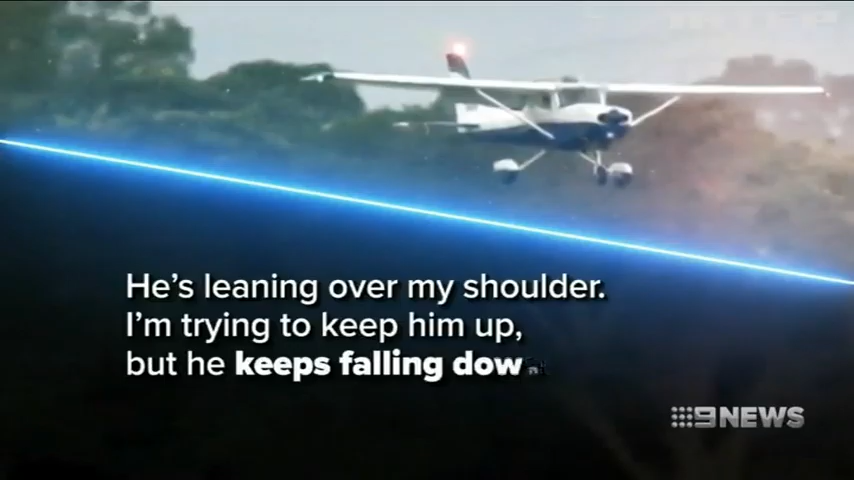 He's leaning over my shoulder.
I'm trying to keep him up,
but he keeps falling dow
9NEWS